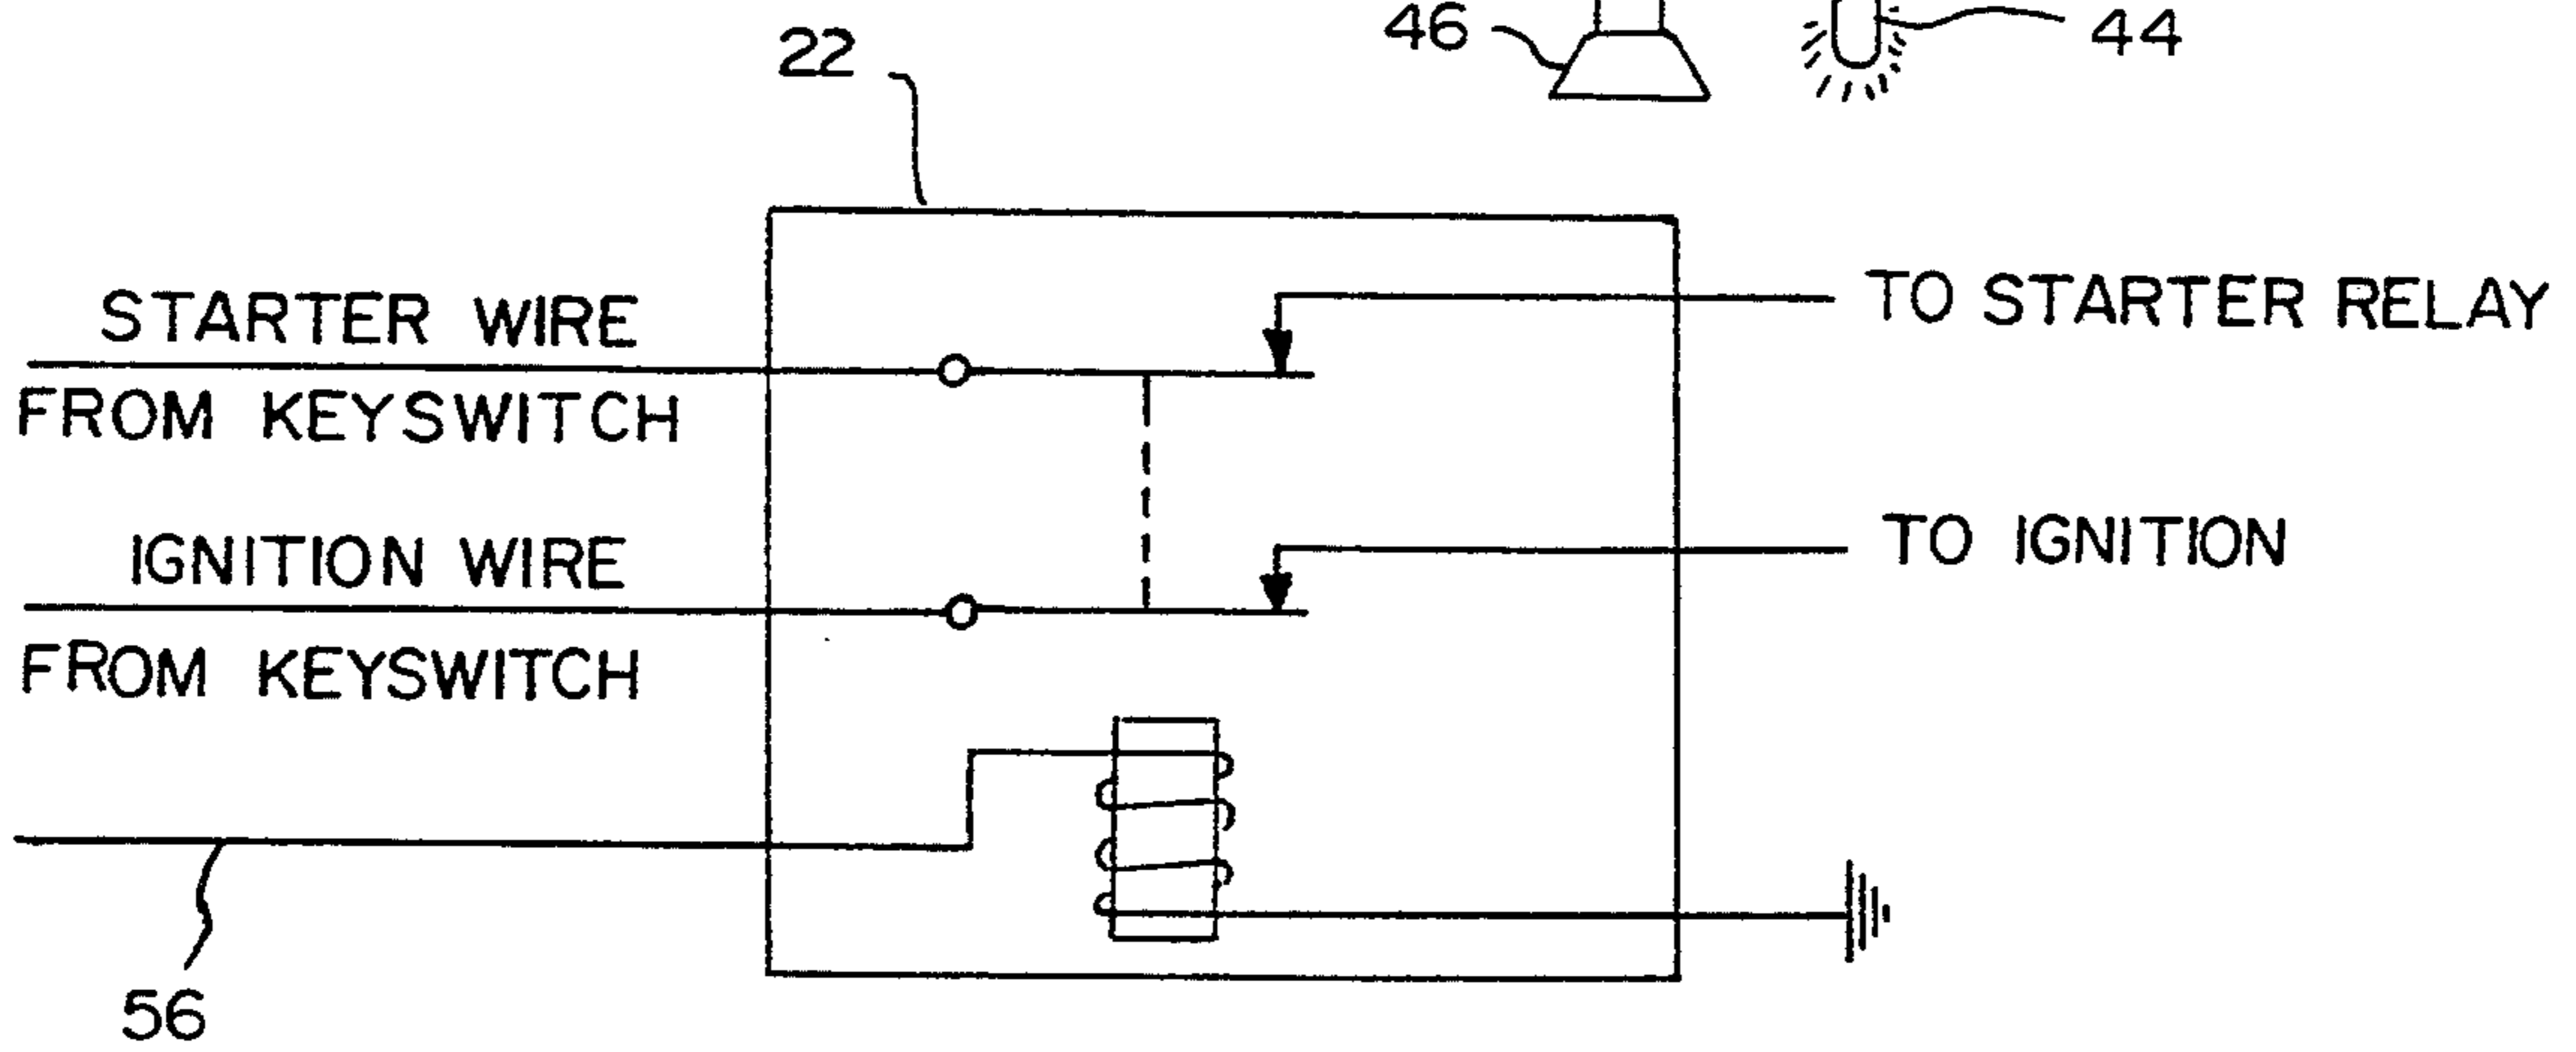 46
44
22
STARTER WIRE
FROM KEYSWITCH
TO STARTER RELAY
IGNITION WIRE
FROM KEYSWITCH
TO IGNITION
56